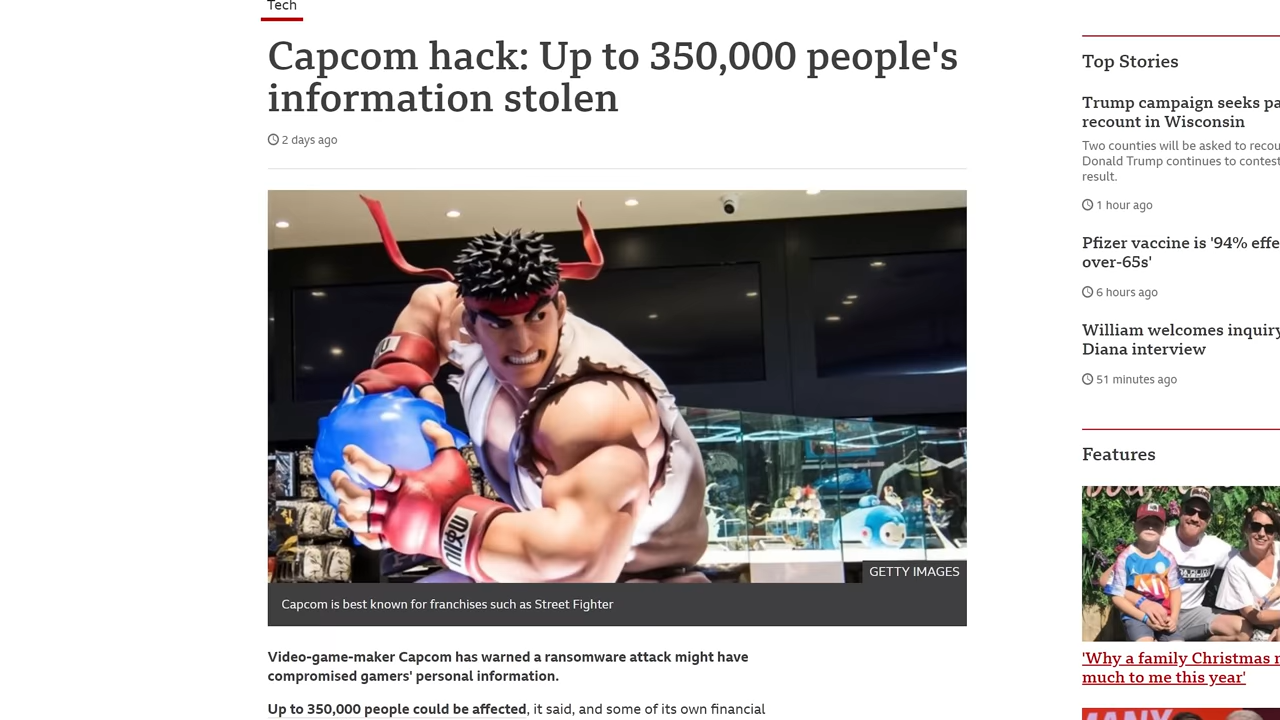 Tech
Capcom hack: Up to 350,000 people's
information stolen
2 days ago
GETTY IMAGES
Capcom is best known for franchises such as Street Fighter
Video-game-maker Capcom has warned a ransomware attack might have
compromised gamers' personal information.
Up to 350,000 people could be affected, it said, and some of its own financial
Top Stories
Trump campaign seeks pa
recount in Wisconsin
Two counties will be asked to recou
Donald Trump continues to contest
result.
1 hour ago
Pfizer vaccine is '94% effe
over-65s'
6 hours ago
William welcomes inquiry
Diana interview
51 minutes ago
Features
'Why a family Christmas m
much to me this year'
MANY